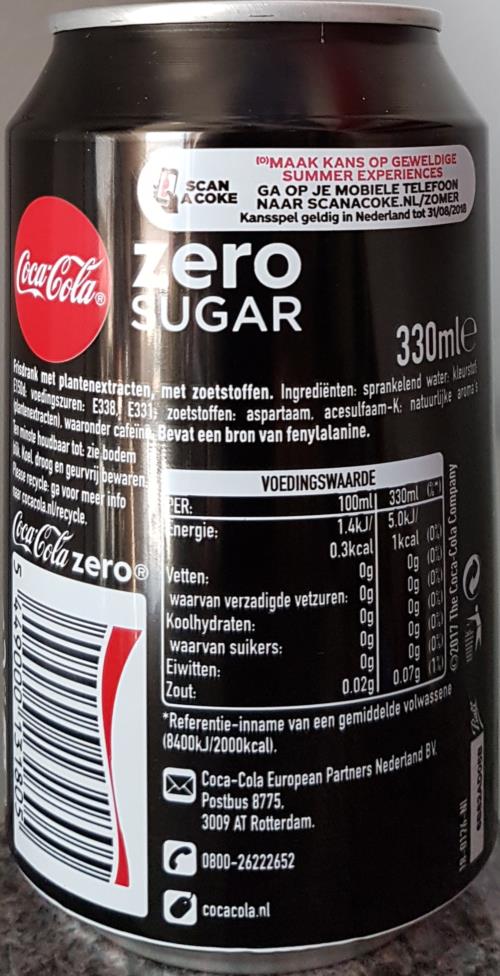 SCAN
A COKE
(O)MAAK KANS OP GEWELDIGE
SUMMER EXPERIENCES
GA OP JE MOBIELE TELEFOON
NAAR SCANACOKE.NL/ZOMER
Kansspel geldig in Nederland tot 31/08/2018
Coca-Cola®
zero
SUGAR
330ml e
Frisdrank met plantenextracten, met zoetstoffen. Ingrediënten: sprankelend water; kleurstof
E150d; voedingszuren: E338, E331; zoetstoffen: aspartaam, acesulfaam-K; natuurlijke aroma's
(plantenextracten), waaronder cafeïne. Bevat een bron van fenylalanine.
Ten minste houdbaar tot: zie bodem
blik. Koel, droog en geurvrij bewaren.
Please recycle: ga voor meer info
naar cocacola.nl/recycle.
Coca-Cola zero®
5 449000 131805
VOEDINGSWAARDE
PER: 100ml 330ml (%*)
Energie: 1.4kJ/ 5.0kJ/
0.3kcal 1kcal (0%)
Vetten: 0g 0g (0%)
waarvan verzadigde vetzuren: 0g 0g (0%)
Koolhydraten: 0g 0g (0%)
waarvan suikers: 0g 0g (0%)
Eiwitten: 0g 0g (0%)
Zout: 0.02g 0.07g (1%)
*Referentie-inname van een gemiddelde volwassene
(8400kJ/2000kcal).
Coca-Cola European Partners Nederland BV.
Postbus 8775,
3009 AT Rotterdam.
0800-26222652
cocacola.nl
©2017 The Coca-Cola Company